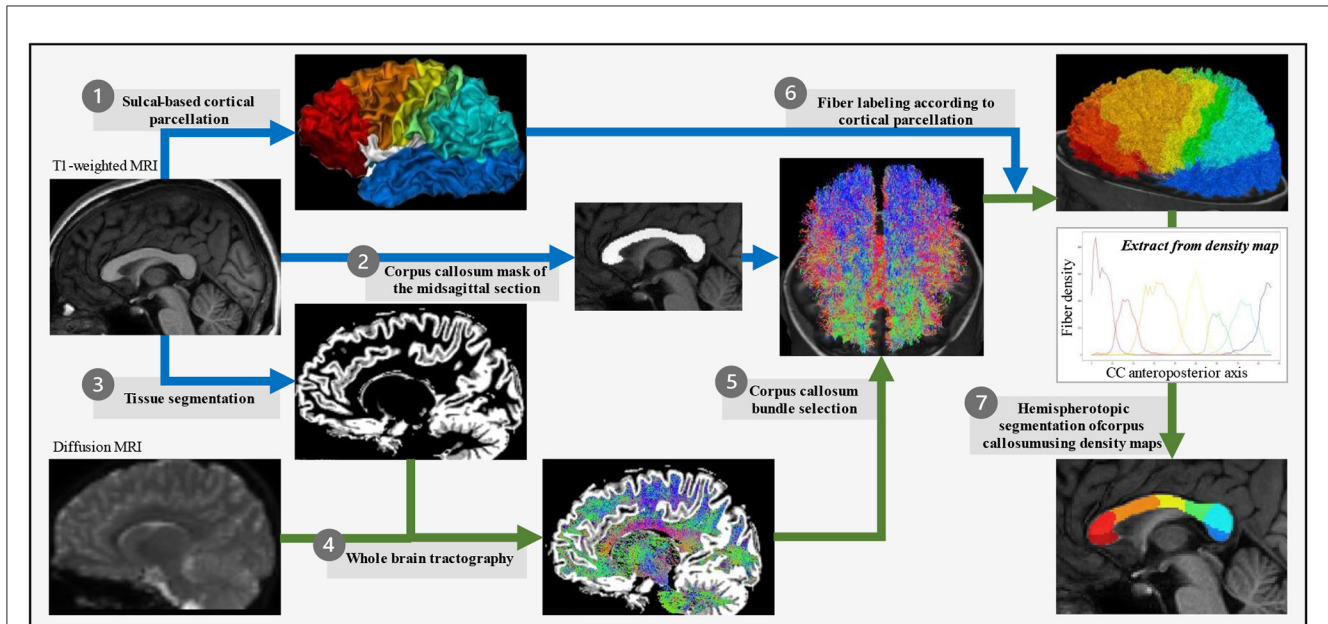 1
Sulcal-based cortical
parcellation
T1-weighted MRI
2
Corpus callosum mask of
the midsagittal section
3
Tissue segmentation
Diffusion MRI
4
Whole brain tractography
5
Corpus callosum
bundle selection
6
Fiber labeling according to
cortical parcellation
Extract from density map
Fiber density
CC anteroposterior axis
7
Hemispherotopic
segmentation ofcorpus
callosumusing density maps